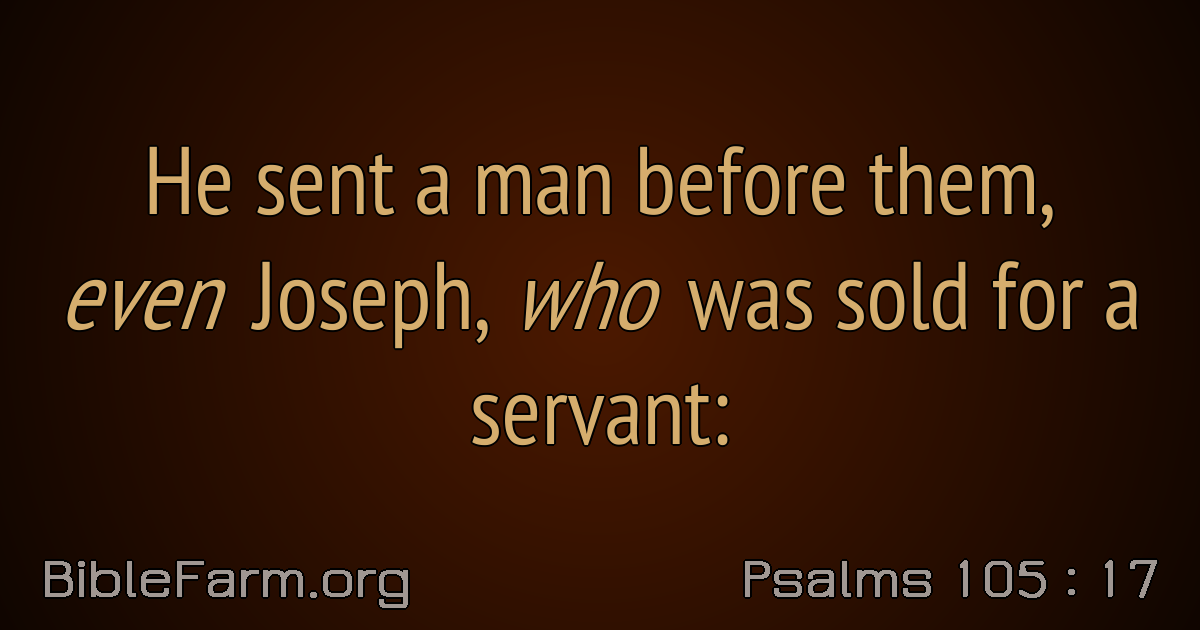 He sent a man before them,
even Joseph, who was sold for a
servant:
BibleFarm.org
Psalms 105 : 17